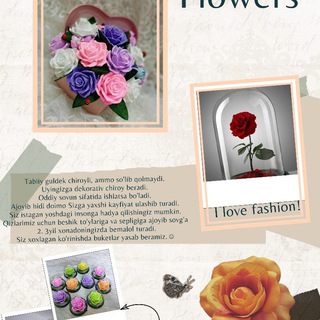 Flowers
I love fashion!
Tabiiy guldek chiroyli, ammo so'lib qolmaydi.
Uyingizga dekorativ chiroy beradi.
Oddiy sovun sifatida ishlatsa bo'ladi.
Ajoyib hidi doimo Sizga yaxshi kayfiyat ulashib turadi.
Siz istagan yoshdagi insonga hadya qilishingiz mumkin.
Qizlarimiz uchun beshik to'ylariga va sepligiga ajoyib sovg'a
2. 3yil xonadoningizda bemalol turadi.
Siz xoxlagan ko'rinishda buketlar yasab beramiz. ☺